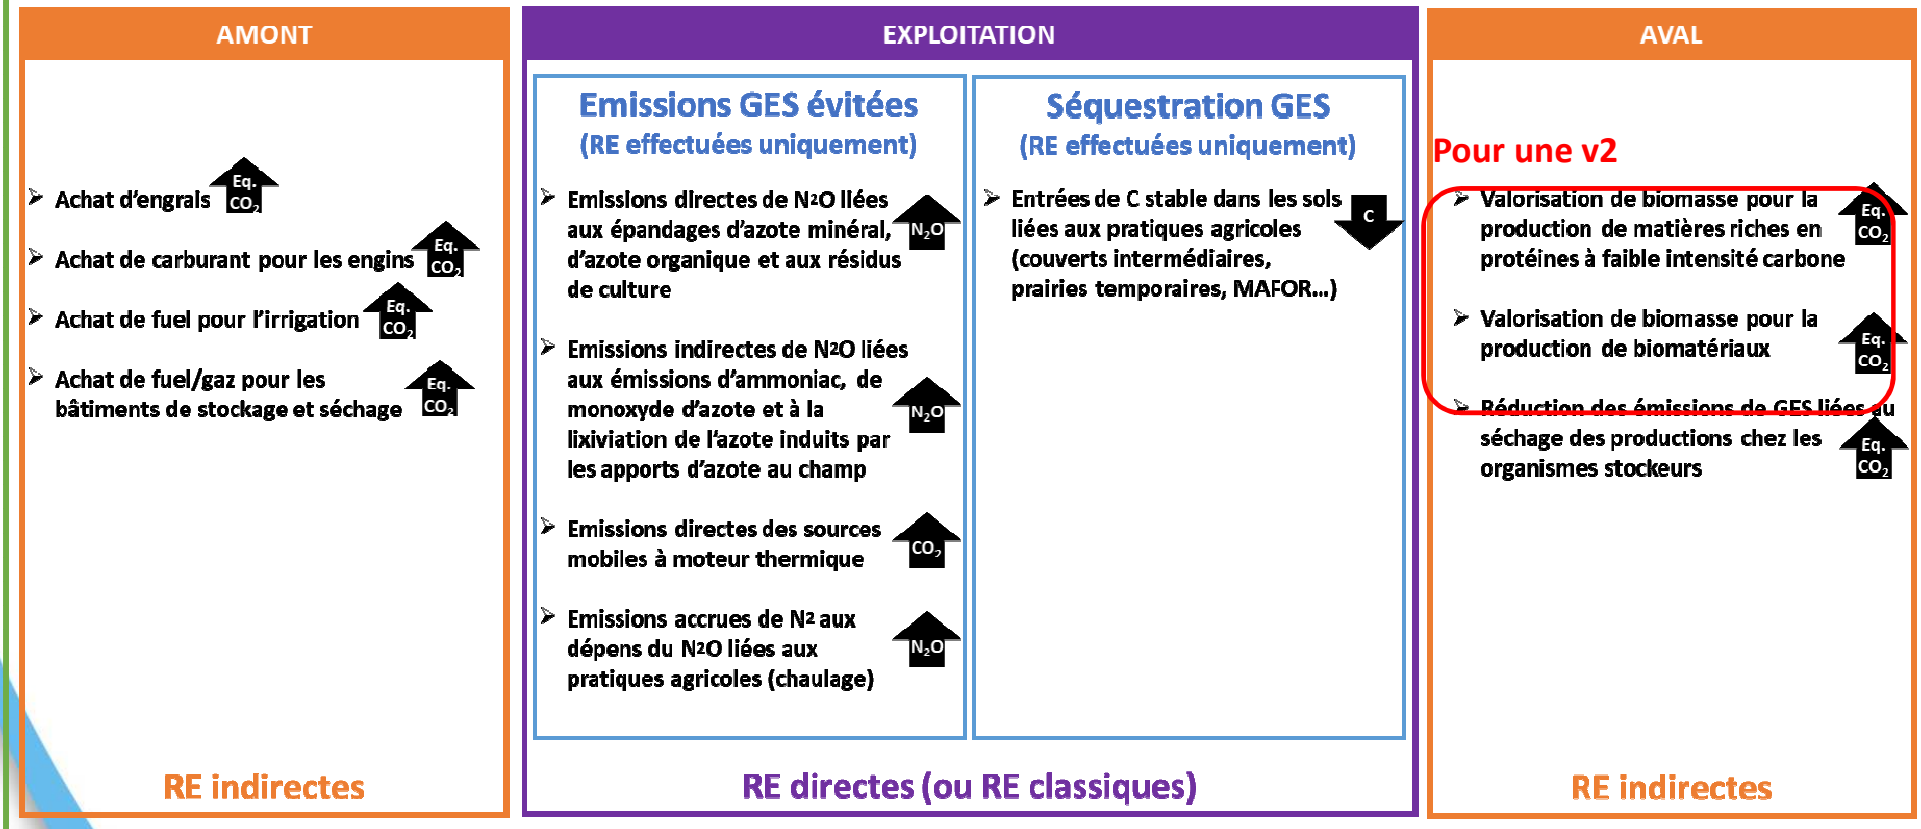 AMONT
Achat d'engrais
Eq.
CO₂
Achat de carburant pour les engins
Eq.
CO₂
Achat de fuel pour l'irrigation
Eq.
CO₂
Achat de fuel/gaz pour les
bâtiments de stockage et séchage
Eq.
CO₂
RE indirectes
EXPLOITATION
Emissions GES évitées
(RE effectuées uniquement)
Emissions directes de N2O liées
aux épandages d'azote minéral,
d'azote organique et aux résidus
de culture
N₂O
Emissions indirectes de N2O liées
aux émissions d'ammoniac, de
monoxyde d'azote et à la
lixiviation de l'azote induits par
les apports d'azote au champ
N₂O
Emissions directes des sources
mobiles à moteur thermique
CO₂
Emissions accrues de N2 aux
dépens du N2O liées aux
pratiques agricoles (chaulage)
N₂O
Séquestration GES
(RE effectuées uniquement)
Entrées de C stable dans les sols
liées aux pratiques agricoles
(couverts intermédiaires,
prairies temporaires, MAFOR...)
C
RE directes (ou RE classiques)
AVAL
Pour une v2
Valorisation de biomasse pour la
production de matières riches en
protéines à faible intensité carbone
Eq.
CO₂
Valorisation de biomasse pour la
production de biomatériaux
Eq.
CO₂
Réduction des émissions de GES liées au
séchage des productions chez les
organismes stockeurs
Eq.
CO₂
RE indirectes